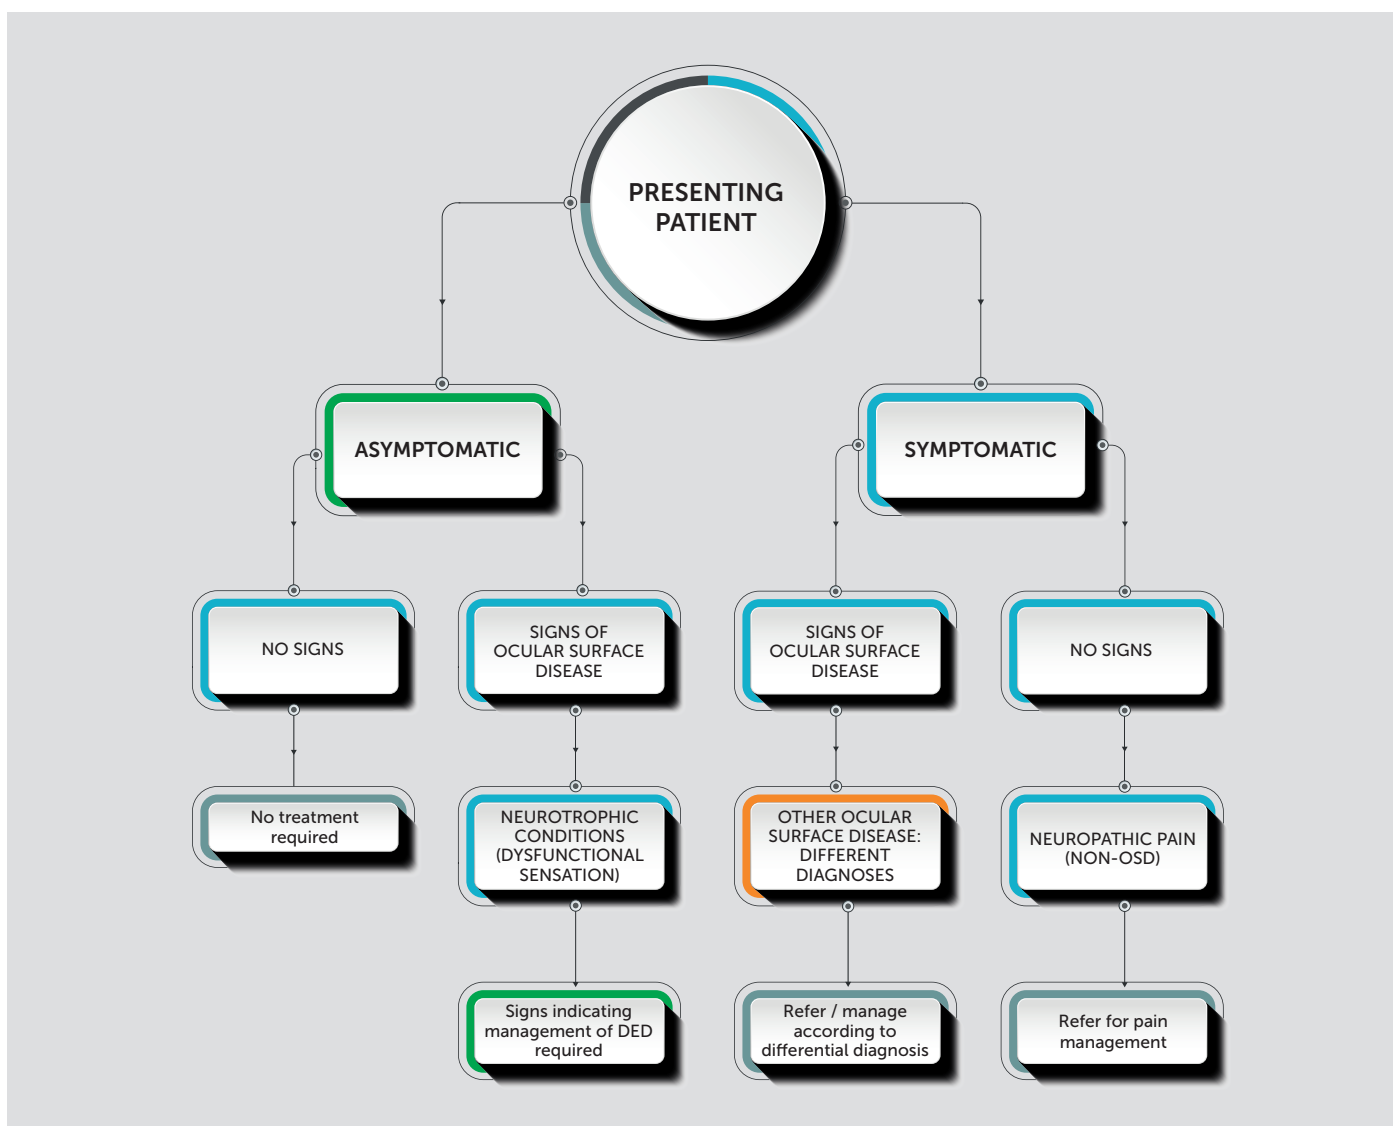 PRESENTING
PATIENT
ASYMPTOMATIC
SYMPTOMATIC
NO SIGNS
SIGNS OF
OCULAR SURFACE
DISEASE
SIGNS OF
OCULAR SURFACE
DISEASE
NO SIGNS
No treatment
required
NEUROTROPHIC
CONDITIONS
(DYSFUNCTIONAL
SENSATION)
OTHER OCULAR
SURFACE DISEASE:
DIFFERENT
DIAGNOSES
NEUROPATHIC PAIN
(NON-OSD)
Signs indicating
management of DED
required
Refer / manage
according to
differential diagnosis
Refer for pain
management